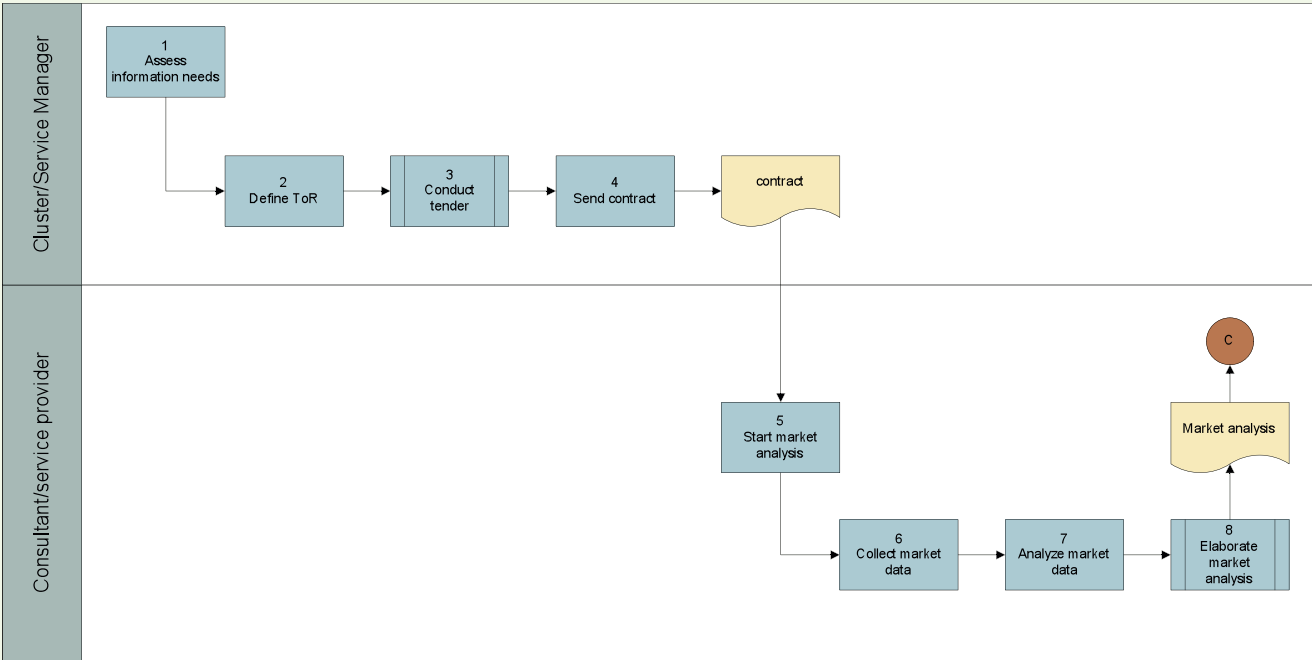 Cluster/Service Manager
1
Assess
information needs
2
Define ToR
3
Conduct
tender
4
Send contract
contract
Consultant/service provider
5
Start market
analysis
6
Collect market
data
7
Analyze market
data
8
Elaborate
market
analysis
Market analysis
C